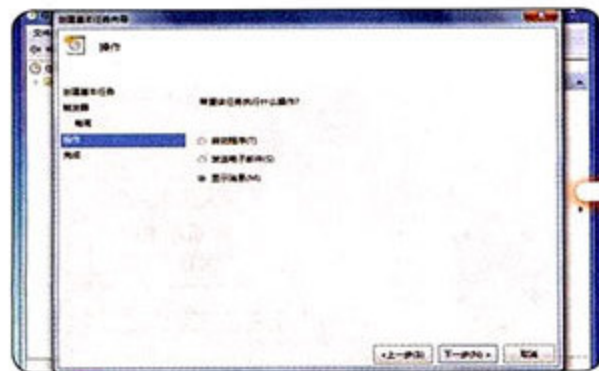 创建基本任务向导
操作
创建基本任务
触发器
每周
操作
完成
希望该任务执行什么操作?
启动程序(T)
发送电子邮件(S)
显示消息(M)
<上一步(B)
下一步(N) >
取消